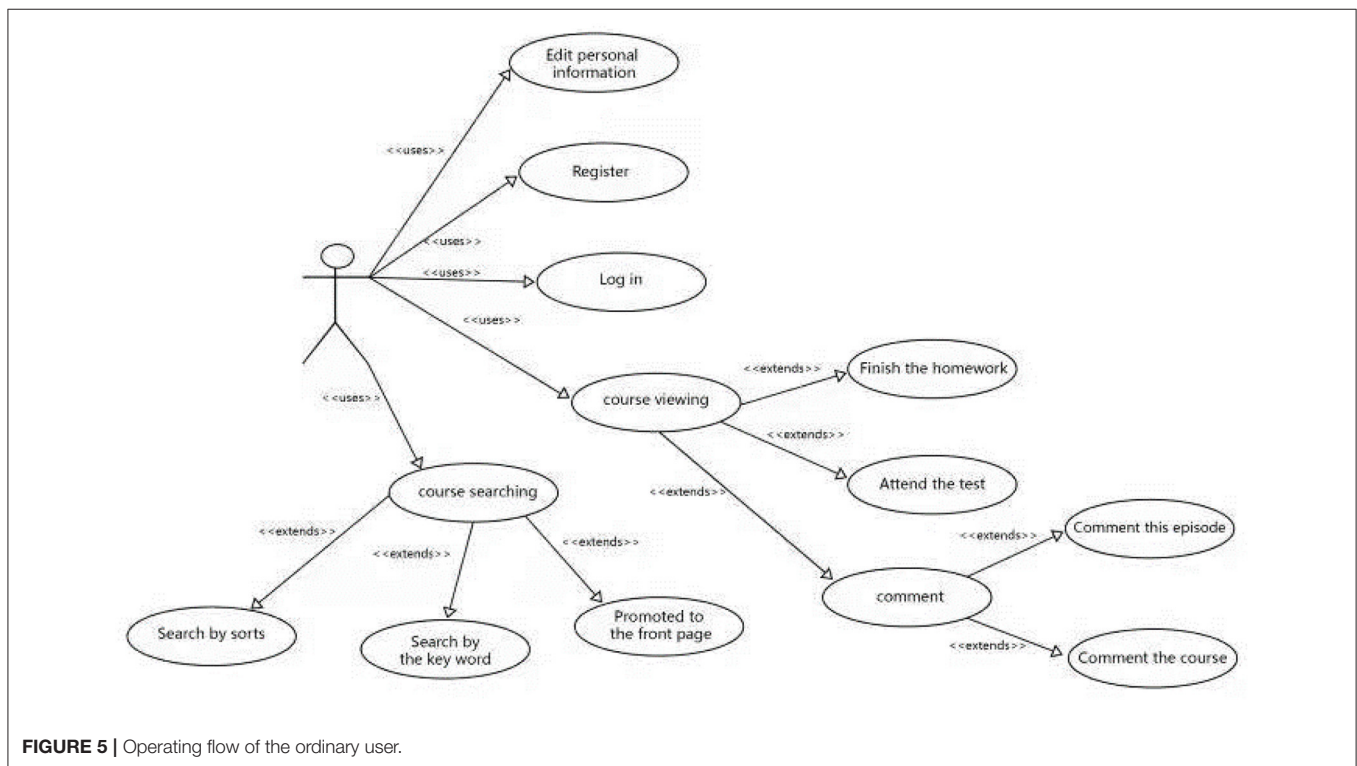 Edit personal
information
<<uses>>
Register
<<uses>>
<<uses>>
Log in
<<uses>>
<<extends>>
Finish the homework
<<uses>>
course viewing
<<extends>>
Attend the test
course searching
<<extends>>
<<extends>>
<<extends>>
<<extends>>
<<extends>>
Comment this episode
comment
Search by sorts
Search by
the key word
Promoted to
the front page
<<extends>>
<<extends>>
Comment the course
FIGURE 5 | Operating flow of the ordinary user.